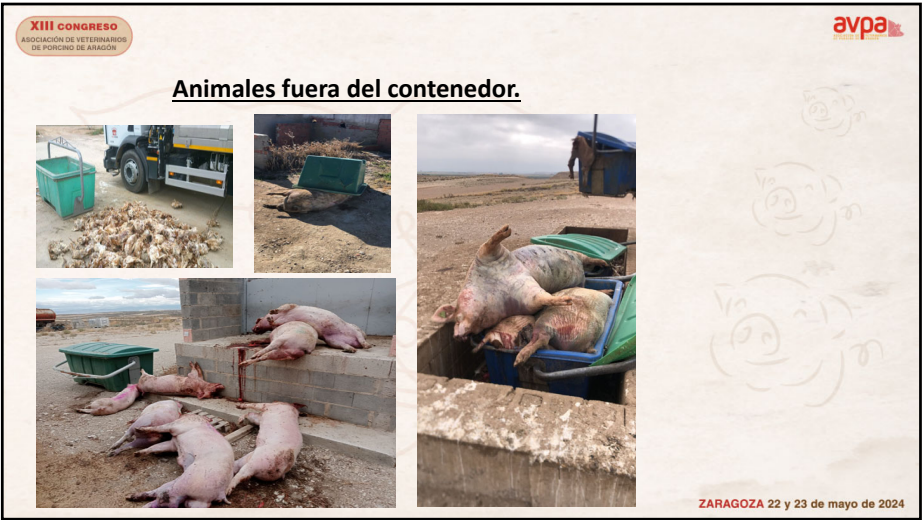 XIII CONGRESO
ASOCIACIÓN DE VETERINARIOS
DE PORCINO DE ARAGÓN
avpa
Animales fuera del contenedor.
ZARAGOZA 22 y 23 de mayo de 2024